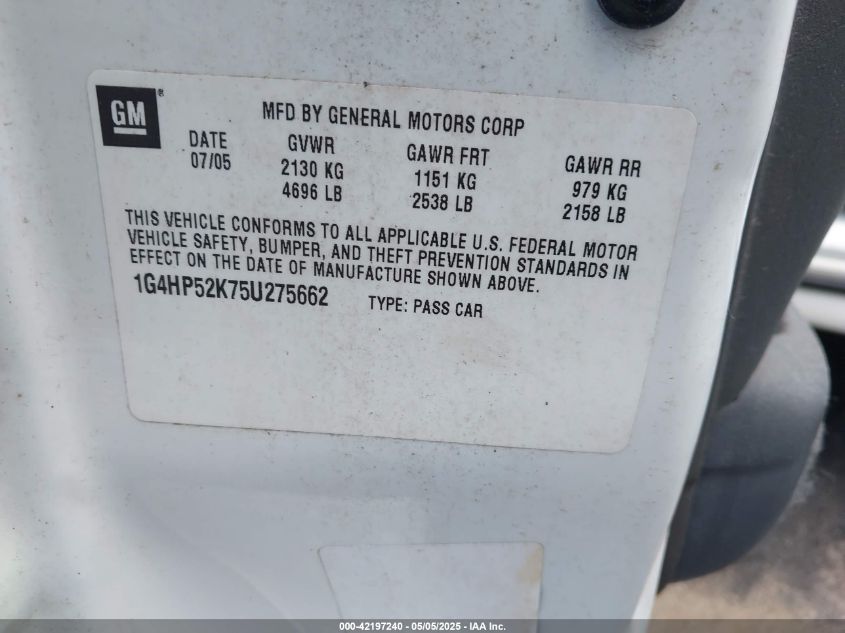 GM ®
MFD BY GENERAL MOTORS CORP
DATE GVWR GAWR FRT GAWR RR
07/05 2130 KG 1151 KG 979 KG
4696 LB 2538 LB 2158 LB
THIS VEHICLE CONFORMS TO ALL APPLICABLE U.S. FEDERAL MOTOR
VEHICLE SAFETY, BUMPER, AND THEFT PREVENTION STANDARDS IN
EFFECT ON THE DATE OF MANUFACTURE SHOWN ABOVE.
1G4HP52K75U275662 TYPE: PASS CAR
000-42197240 - 05/05/2025 - IAA Inc.